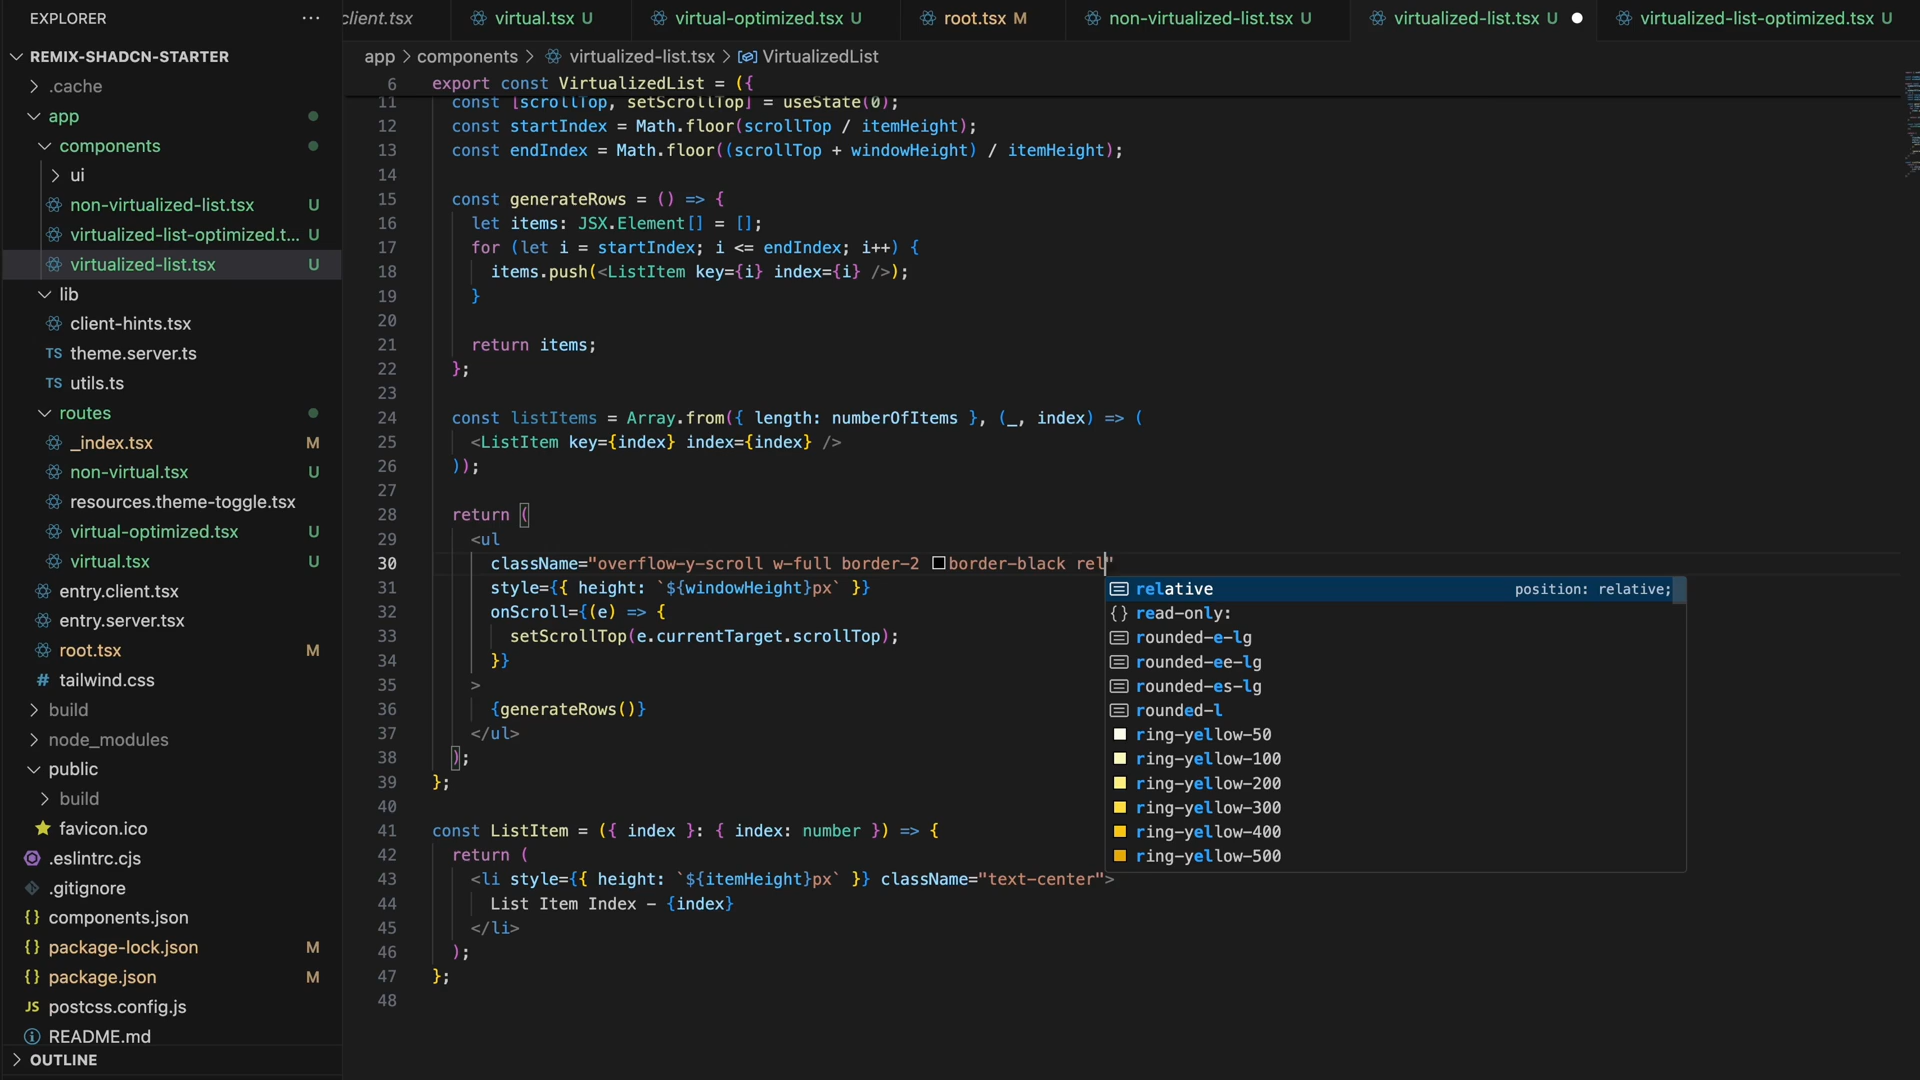 EXPLORER
···
REMIX-SHADCN-STARTER
.cache
app
components
ui
non-virtualized-list.tsx U
virtualized-list-optimized.t... U
virtualized-list.tsx U
lib
client-hints.tsx
TS theme.server.ts
TS utils.ts
routes
_index.tsx M
non-virtual.tsx U
resources.theme-toggle.tsx
virtual-optimized.tsx U
virtual.tsx U
entry.client.tsx
entry.server.tsx
root.tsx M
# tailwind.css
build
node_modules
public
build
favicon.ico
.eslintrc.cjs
.gitignore
{} components.json
{} package-lock.json M
{} package.json M
JS postcss.config.js
README.md
OUTLINE
client.tsx
virtual.tsx U
virtual-optimized.tsx U
root.tsx M
non-virtualized-list.tsx U
virtualized-list.tsx U
virtualized-list-optimized.tsx U
app > components > virtualized-list.tsx > VirtualizedList
6 export const VirtualizedList = ({
11 const [scrollTop, setScrollTop] = useState(0);
12 const startIndex = Math.floor(scrollTop / itemHeight);
13 const endIndex = Math.floor((scrollTop + windowHeight) / itemHeight);
14
15 const generateRows = () => {
16 let items: JSX.Element[] = [];
17 for (let i = startIndex; i <= endIndex; i++) {
18 items.push(<ListItem key={i} index={i} />);
19 }
20
21 return items;
22 };
23
24 const listItems = Array.from({ length: numberOfItems }, (_, index) => (
25 <ListItem key={index} index={index} />
26 ));
27
28 return (
29 <ul
30 className="overflow-y-scroll w-full border-2 border-black rel"
31 style={{ height: `${windowHeight}px` }}
32 onScroll={(e) => {
33 setScrollTop(e.currentTarget.scrollTop);
34 }}
35 >
36 {generateRows()}
37 </ul>
38 );
39 };
40
41 const ListItem = ({ index }: { index: number }) => {
42 return (
43 <li style={{ height: `${itemHeight}px` }} className="text-center">
44 List Item Index - {index}
45 </li>
46 );
47 };
48
relative position: relative;
{} read-only:
rounded-e-lg
rounded-ee-lg
rounded-es-lg
rounded-l
ring-yellow-50
ring-yellow-100
ring-yellow-200
ring-yellow-300
ring-yellow-400
ring-yellow-500